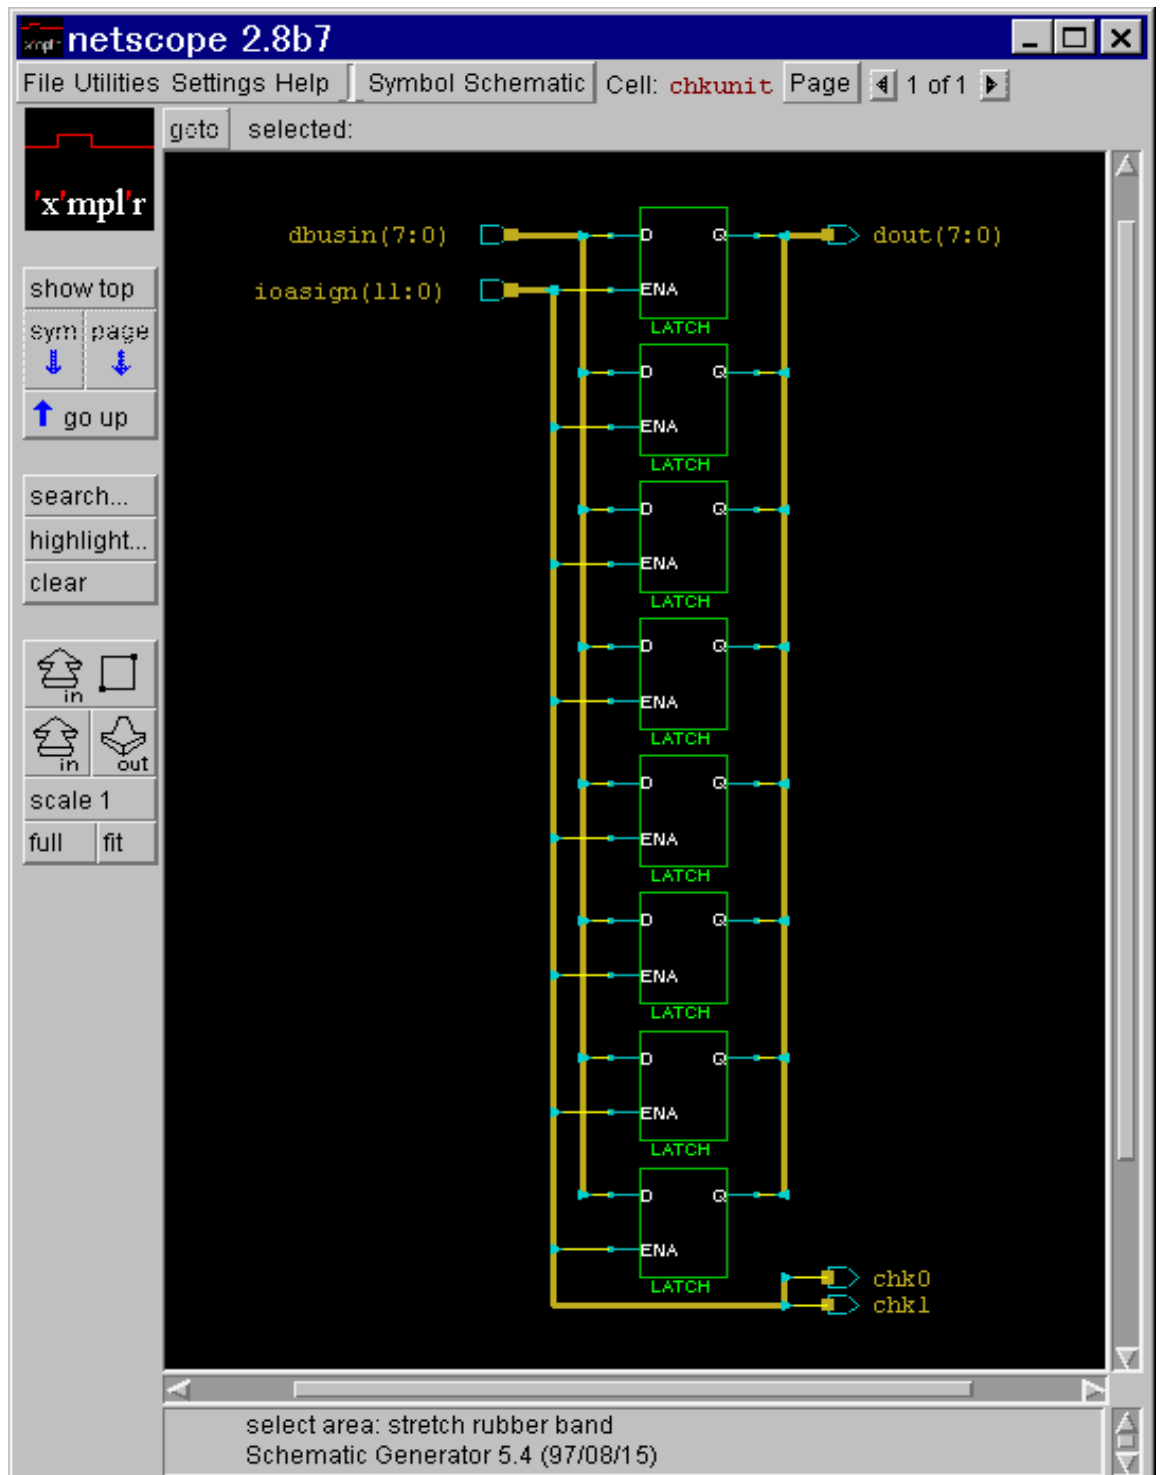 netscope 2.8b7
File Utilities Settings Help Symbol Schematic Cell: chkunit Page 1 of 1
goto selected:
'x'mpl'r
show top
sym page
go up
search...
highlight...
clear
in
in out
scale 1
full fit
dbusin(7:0) D Q dout(7:0)
ioasign(11:0) ENA
LATCH
D Q
ENA
LATCH
D Q
ENA
LATCH
D Q
ENA
LATCH
D Q
ENA
LATCH
D Q
ENA
LATCH
D Q
ENA
LATCH
D Q
ENA
LATCH
chk0
chk1
select area: stretch rubber band
Schematic Generator 5.4 (97/08/15)